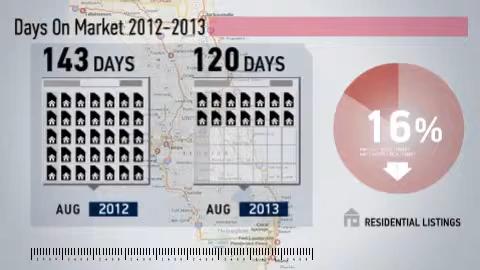 Days On Market 2012-2013
143 DAYS
120 DAYS
16%
AUG 2012
AUG 2013
RESIDENTIAL LISTINGS